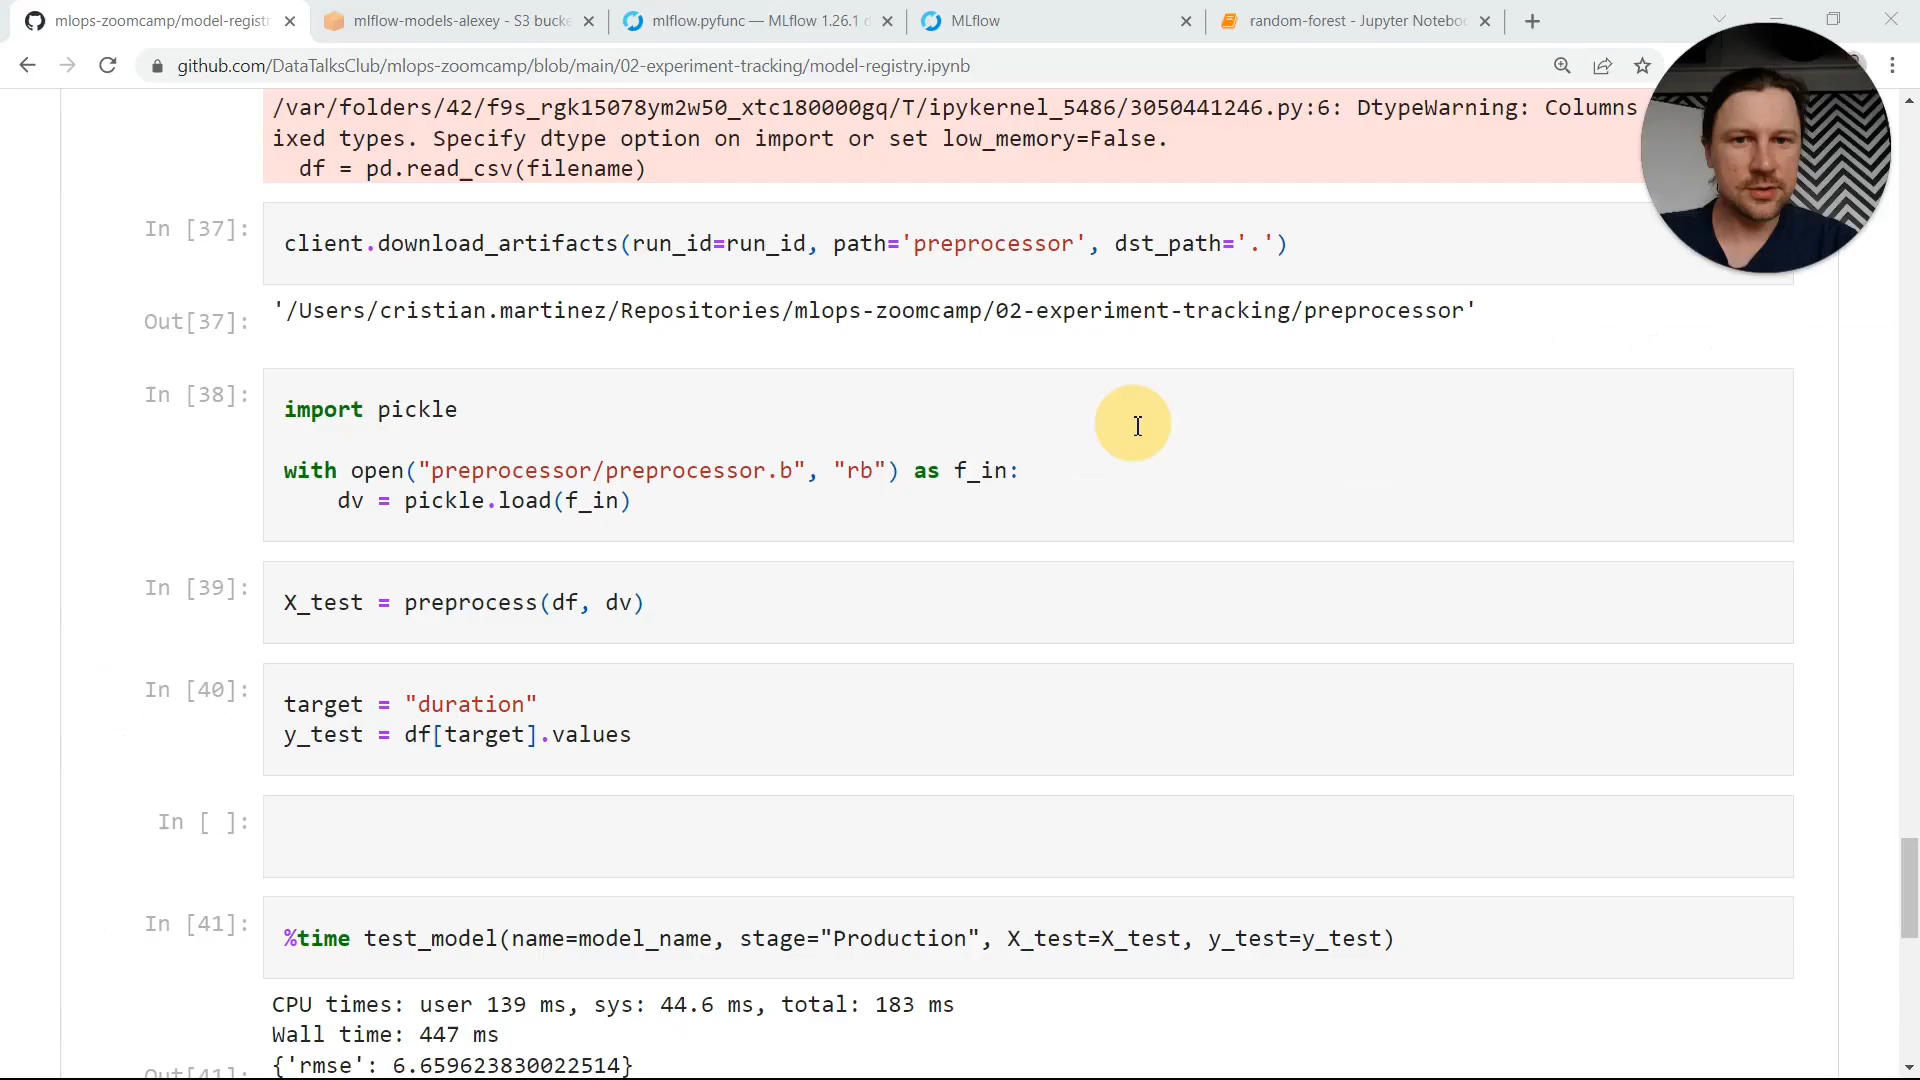 mlops-zoomcamp/model-registr
mlflow-models-alexey - S3 bucke
mlflow.pyfunc — MLflow 1.26.1 d
MLflow
random-forest - Jupyter Noteboo
github.com/DataTalksClub/mlops-zoomcamp/blob/main/02-experiment-tracking/model-registry.ipynb
/var/folders/42/f9s_rgk15078ym2w50_xtc180000gq/T/ipykernel_5486/3050441246.py:6: DtypeWarning: Columns
ixed types. Specify dtype option on import or set low_memory=False.
df = pd.read_csv(filename)
In [37]:
client.download_artifacts(run_id=run_id, path='preprocessor', dst_path='.')
Out[37]:
'/Users/cristian.martinez/Repositories/mlops-zoomcamp/02-experiment-tracking/preprocessor'
In [38]:
import pickle
with open("preprocessor/preprocessor.b", "rb") as f_in:
dv = pickle.load(f_in)
In [39]:
X_test = preprocess(df, dv)
In [40]:
target = "duration"
y_test = df[target].values
In [ ]:
In [41]:
%time test_model(name=model_name, stage="Production", X_test=X_test, y_test=y_test)
CPU times: user 139 ms, sys: 44.6 ms, total: 183 ms
Wall time: 447 ms
Out[41]:
{'rmse': 6.659623830022514}